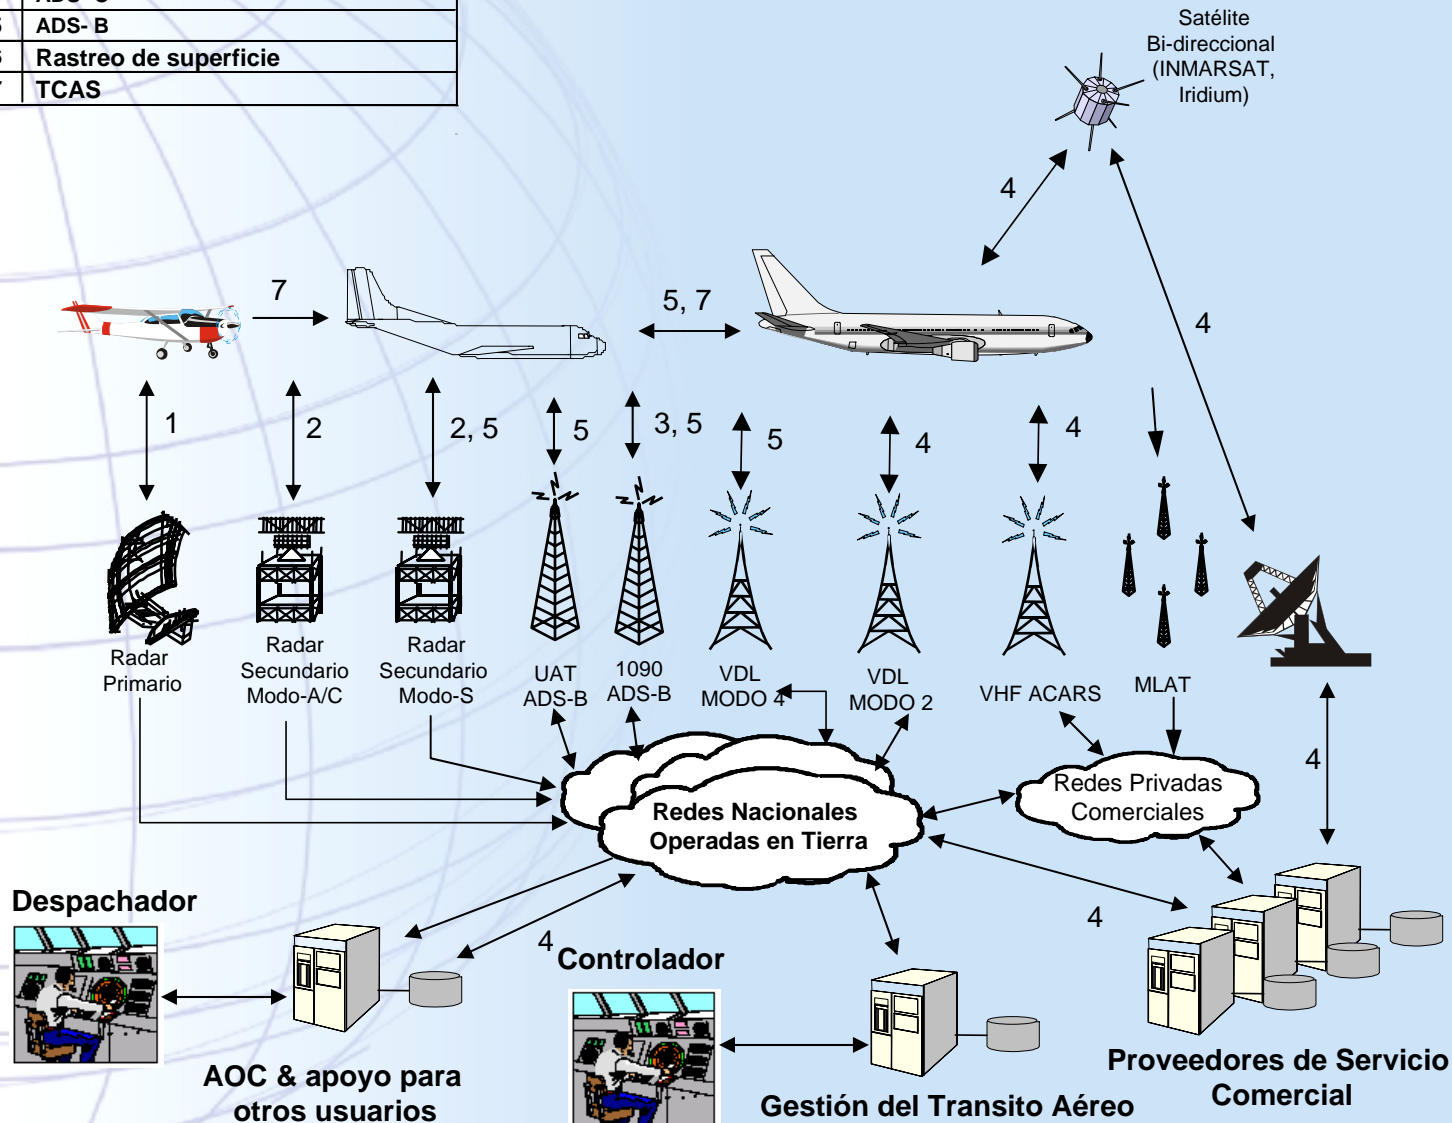 5 ADS- B
Rastreo de superficie
TCAS
Satélite
Bi-direccional
(INMARSAT,
Iridium)
4
4
7
5, 7
1
2
2, 5
5
3, 5
5
4
4
Radar
Primario
Radar
Secundario
Modo-A/C
Radar
Secundario
Modo-S
UAT
ADS-B
1090
ADS-B
VDL
MODO 4
VDL
MODO 2
VHF ACARS
MLAT
4
Redes Nacionales
Operadas en Tierra
Redes Privadas
Comerciales
Despachador
4
Controlador
4
AOC & apoyo para
otros usuarios
Gestión del Transito Aéreo
Proveedores de Servicio
Comercial